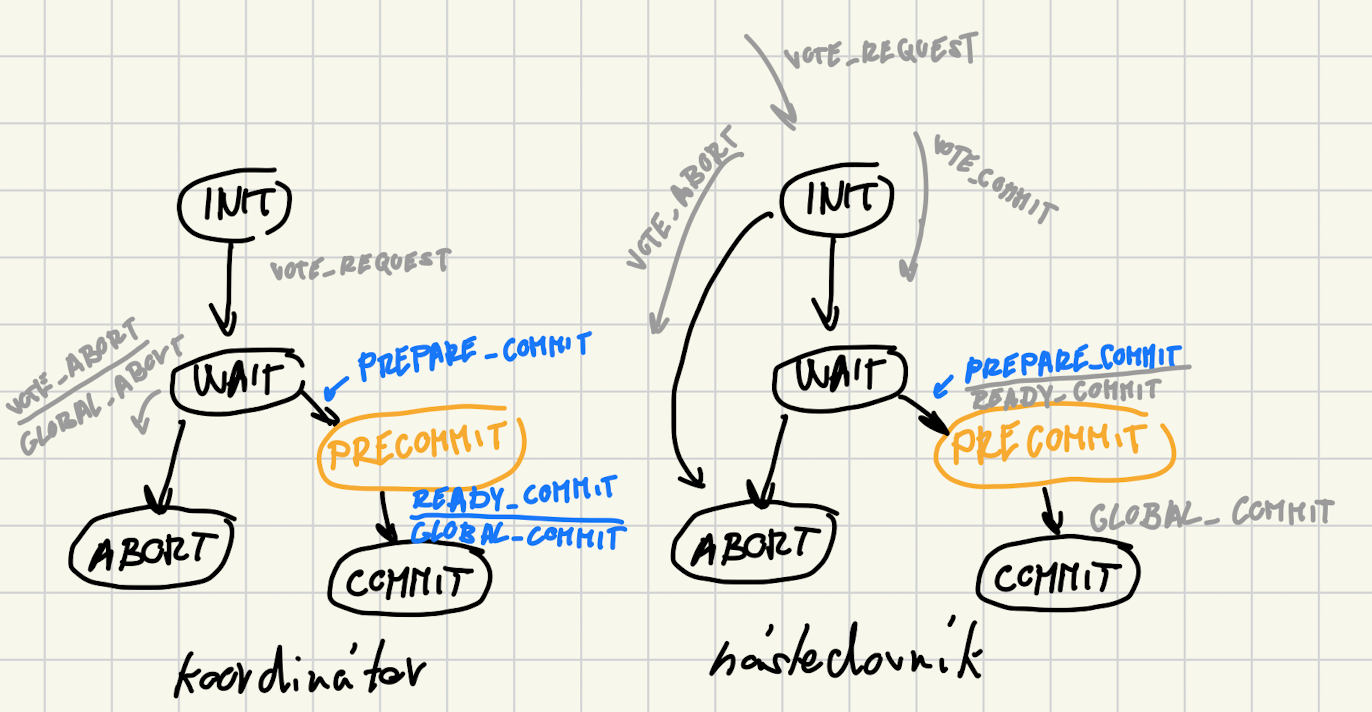 VOTE_REQUEST
VOTE_ABORT
VOTE_COMMIT
INIT
INIT
VOTE_REQUEST
VOTE_ABORT
GLOBAL_ABORT
WAIT
PREPARE_COMMIT
WAIT
PREPARE_COMMIT
READY_COMMIT
PRECOMMIT
PRECOMMIT
READY_COMMIT
GLOBAL_COMMIT
GLOBAL_COMMIT
ABORT
COMMIT
ABORT
COMMIT
koordinátor
následovník